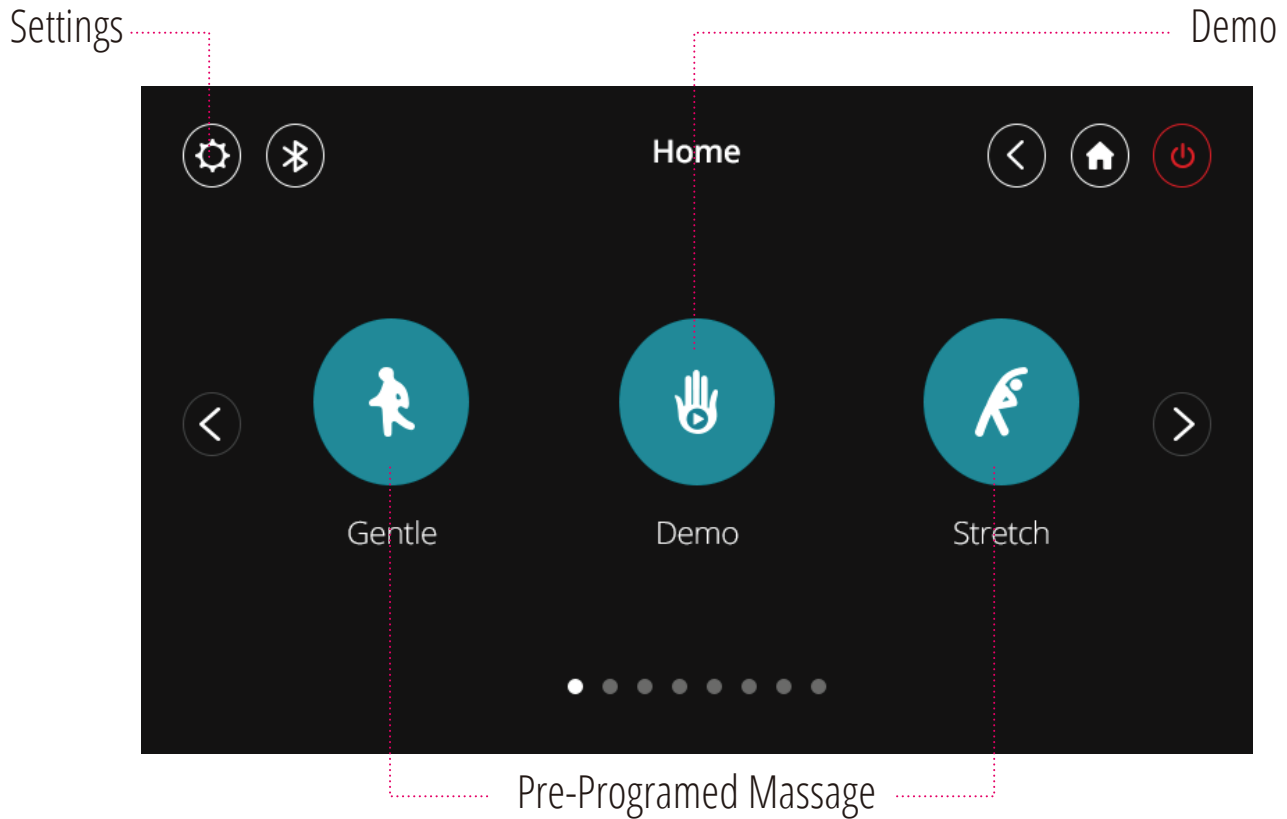 Settings
Demo
Home
Gentle
Demo
Stretch
Pre-Programed Massage